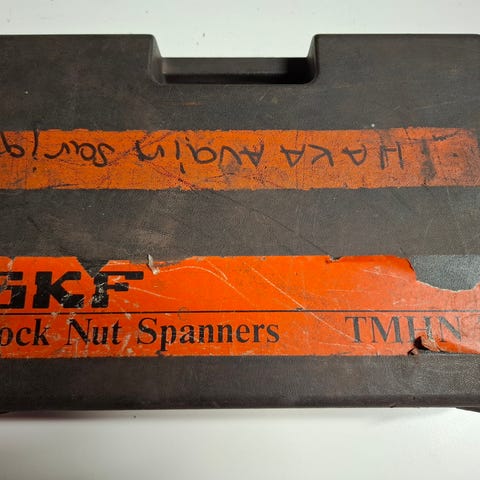 HAKA AVAin Sarja
SKF
ock Nut Spanners TMHN